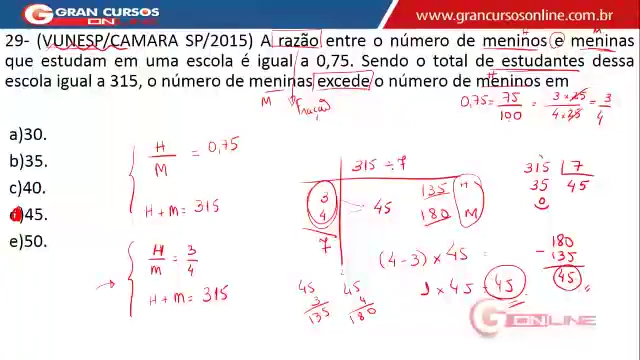 GRAN CURSOS
ONLINE
www.grancursosonline.com.br
29- (VUNESP/CAMARA SP/2015) A razão entre o número de meninos e meninas
que estudam em uma escola é igual a 0,75. Sendo o total de estudantes dessa
escola igual a 315, o número de meninas excede o número de meninos em
H
M
M
H
Fração
0,75 = 75/100 = 3 × 25/4 × 25 = 3/4
a)30.
b)35.
c)40.
d)45.
e)50.
H/M = 0,75
H + M = 315
H/M = 3/4
H + M = 315
315 ÷ 7
3
4
7
45
135 H
180 M
(4-3) × 45
1 × 45 = 45
45
3
135
45
4
180
315 7
35 45
0
180
- 135
45
G ONLINE